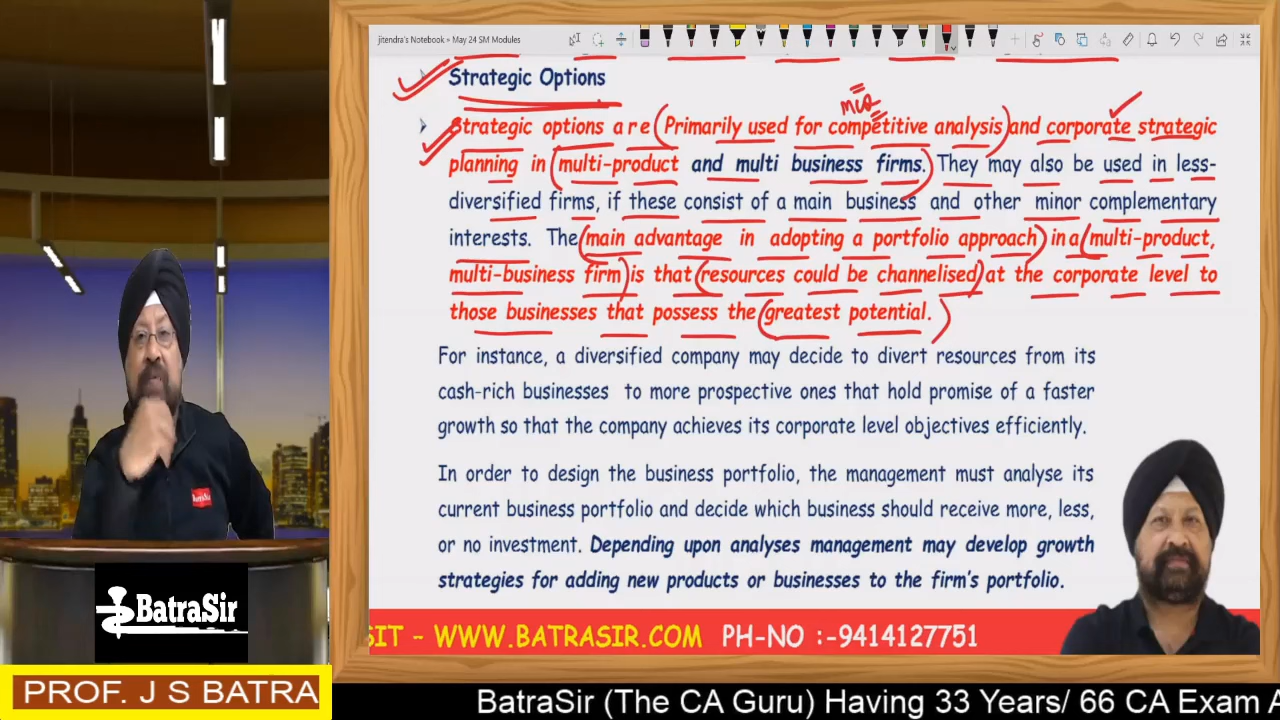 jitendra's Notebook » May 24 SM Modules
Strategic Options
MCQ
Strategic options are (Primarily used for competitive analysis) and corporate strategic
planning in (multi-product and multi business firms.) They may also be used in less-
diversified firms, if these consist of a main business and other minor complementary
interests. The (main advantage in adopting a portfolio approach) in a (multi-product,
multi-business firm) is that (resources could be channelised) at the corporate level to
those businesses that possess the (greatest potential.)
For instance, a diversified company may decide to divert resources from its
cash-rich businesses to more prospective ones that hold promise of a faster
growth so that the company achieves its corporate level objectives efficiently.
In order to design the business portfolio, the management must analyse its
current business portfolio and decide which business should receive more, less,
or no investment. Depending upon analyses management may develop growth
strategies for adding new products or businesses to the firm's portfolio.
BatraSir
SIT - WWW.BATRASIR.COM PH-NO :-9414127751
PROF. J S BATRA
BatraSir (The CA Guru) Having 33 Years/ 66 CA Exam A